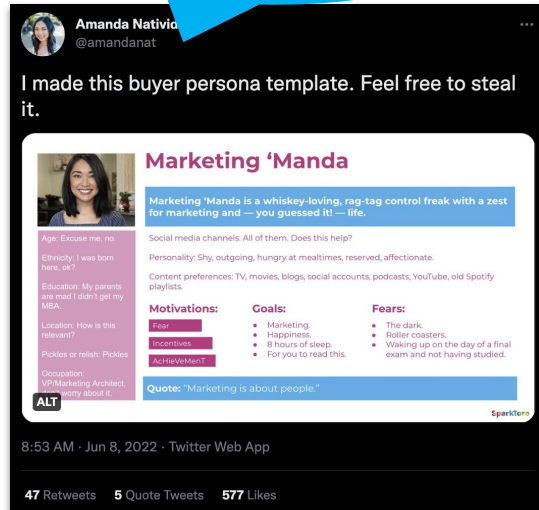 Amanda
@amandanat
I made this buyer persona template. Feel free to steal
it.
Marketing ‘Manda
Marketing ‘Manda is a whiskey-loving, rag-tag control freak with a zest
for marketing and — you guessed it! — life.
Age: Excuse me, no.
Ethnicity: I was born
here, ok?
Education: My parents
are mad I didn't get my
MBA.
Location: How is this
relevant?
Pickles or relish: Pickles
Occupation:
VP/Marketing Architect,
worry about it.
Social media channels: All of them. Does this help?
Personality: Shy, outgoing, hungry at mealtimes, reserved, affectionate.
Content preferences: TV, movies, blogs, social accounts, podcasts, YouTube, old Spotify
playlists.
Motivations:
Fear
Incentives
AcHieVeMenT
Goals:
• Marketing.
• Happiness.
• 8 hours of sleep.
• For you to read this.
Fears:
• The dark.
• Roller coasters.
• Waking up on the day of a final
exam and not having studied.
Quote: “Marketing is about people.”
ALT
SparkToro
8:53 AM · Jun 8, 2022 · Twitter Web App
47 Retweets 5 Quote Tweets 577 Likes